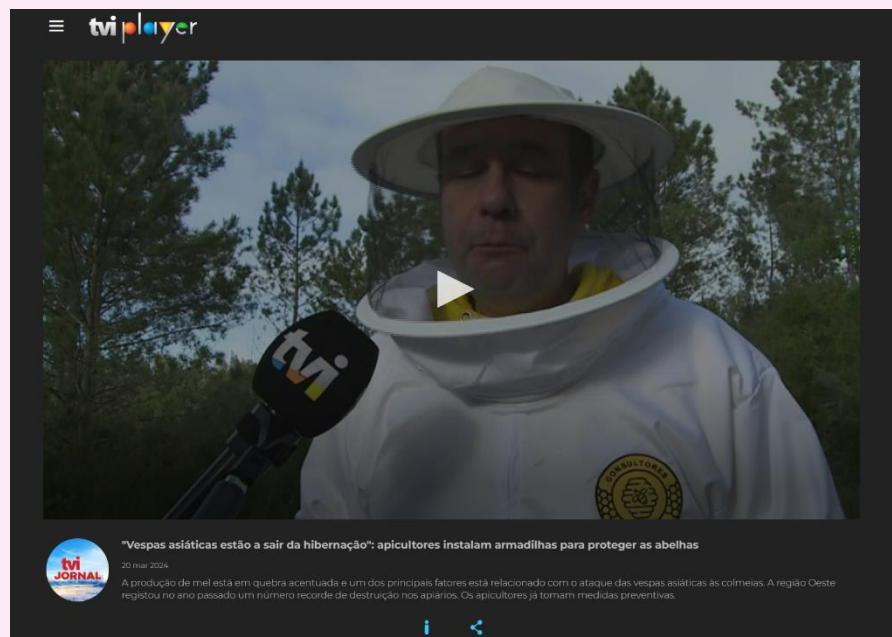 tvi player
tvi
CONSULTORES
"Vespas asiáticas estão a sair da hibernação": apicultores instalam armadilhas para proteger as abelhas
tvi
JORNAL
20 mar 2024
A produção de mel está em quebra acentuada e um dos principais fatores está relacionado com o ataque das vespas asiáticas às colmeias. A região Oeste
registou no ano passado um número recorde de destruição nos apiários. Os apicultores já tomam medidas preventivas.